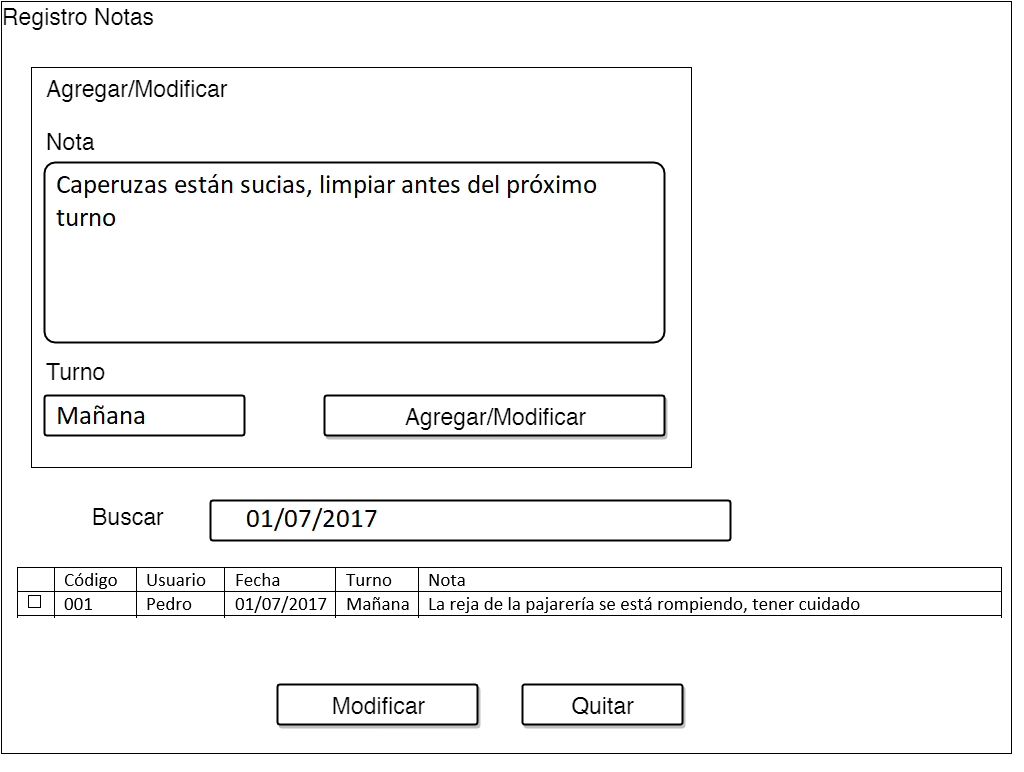 Registro Notas
Agregar/Modificar
Nota
Caperuzas están sucias, limpiar antes del próximo
turno
Turno
Mañana
Agregar/Modificar
Buscar
01/07/2017
Código Usuario Fecha Turno Nota
001 Pedro 01/07/2017 Mañana La reja de la pajarería se está rompiendo, tener cuidado
Modificar
Quitar